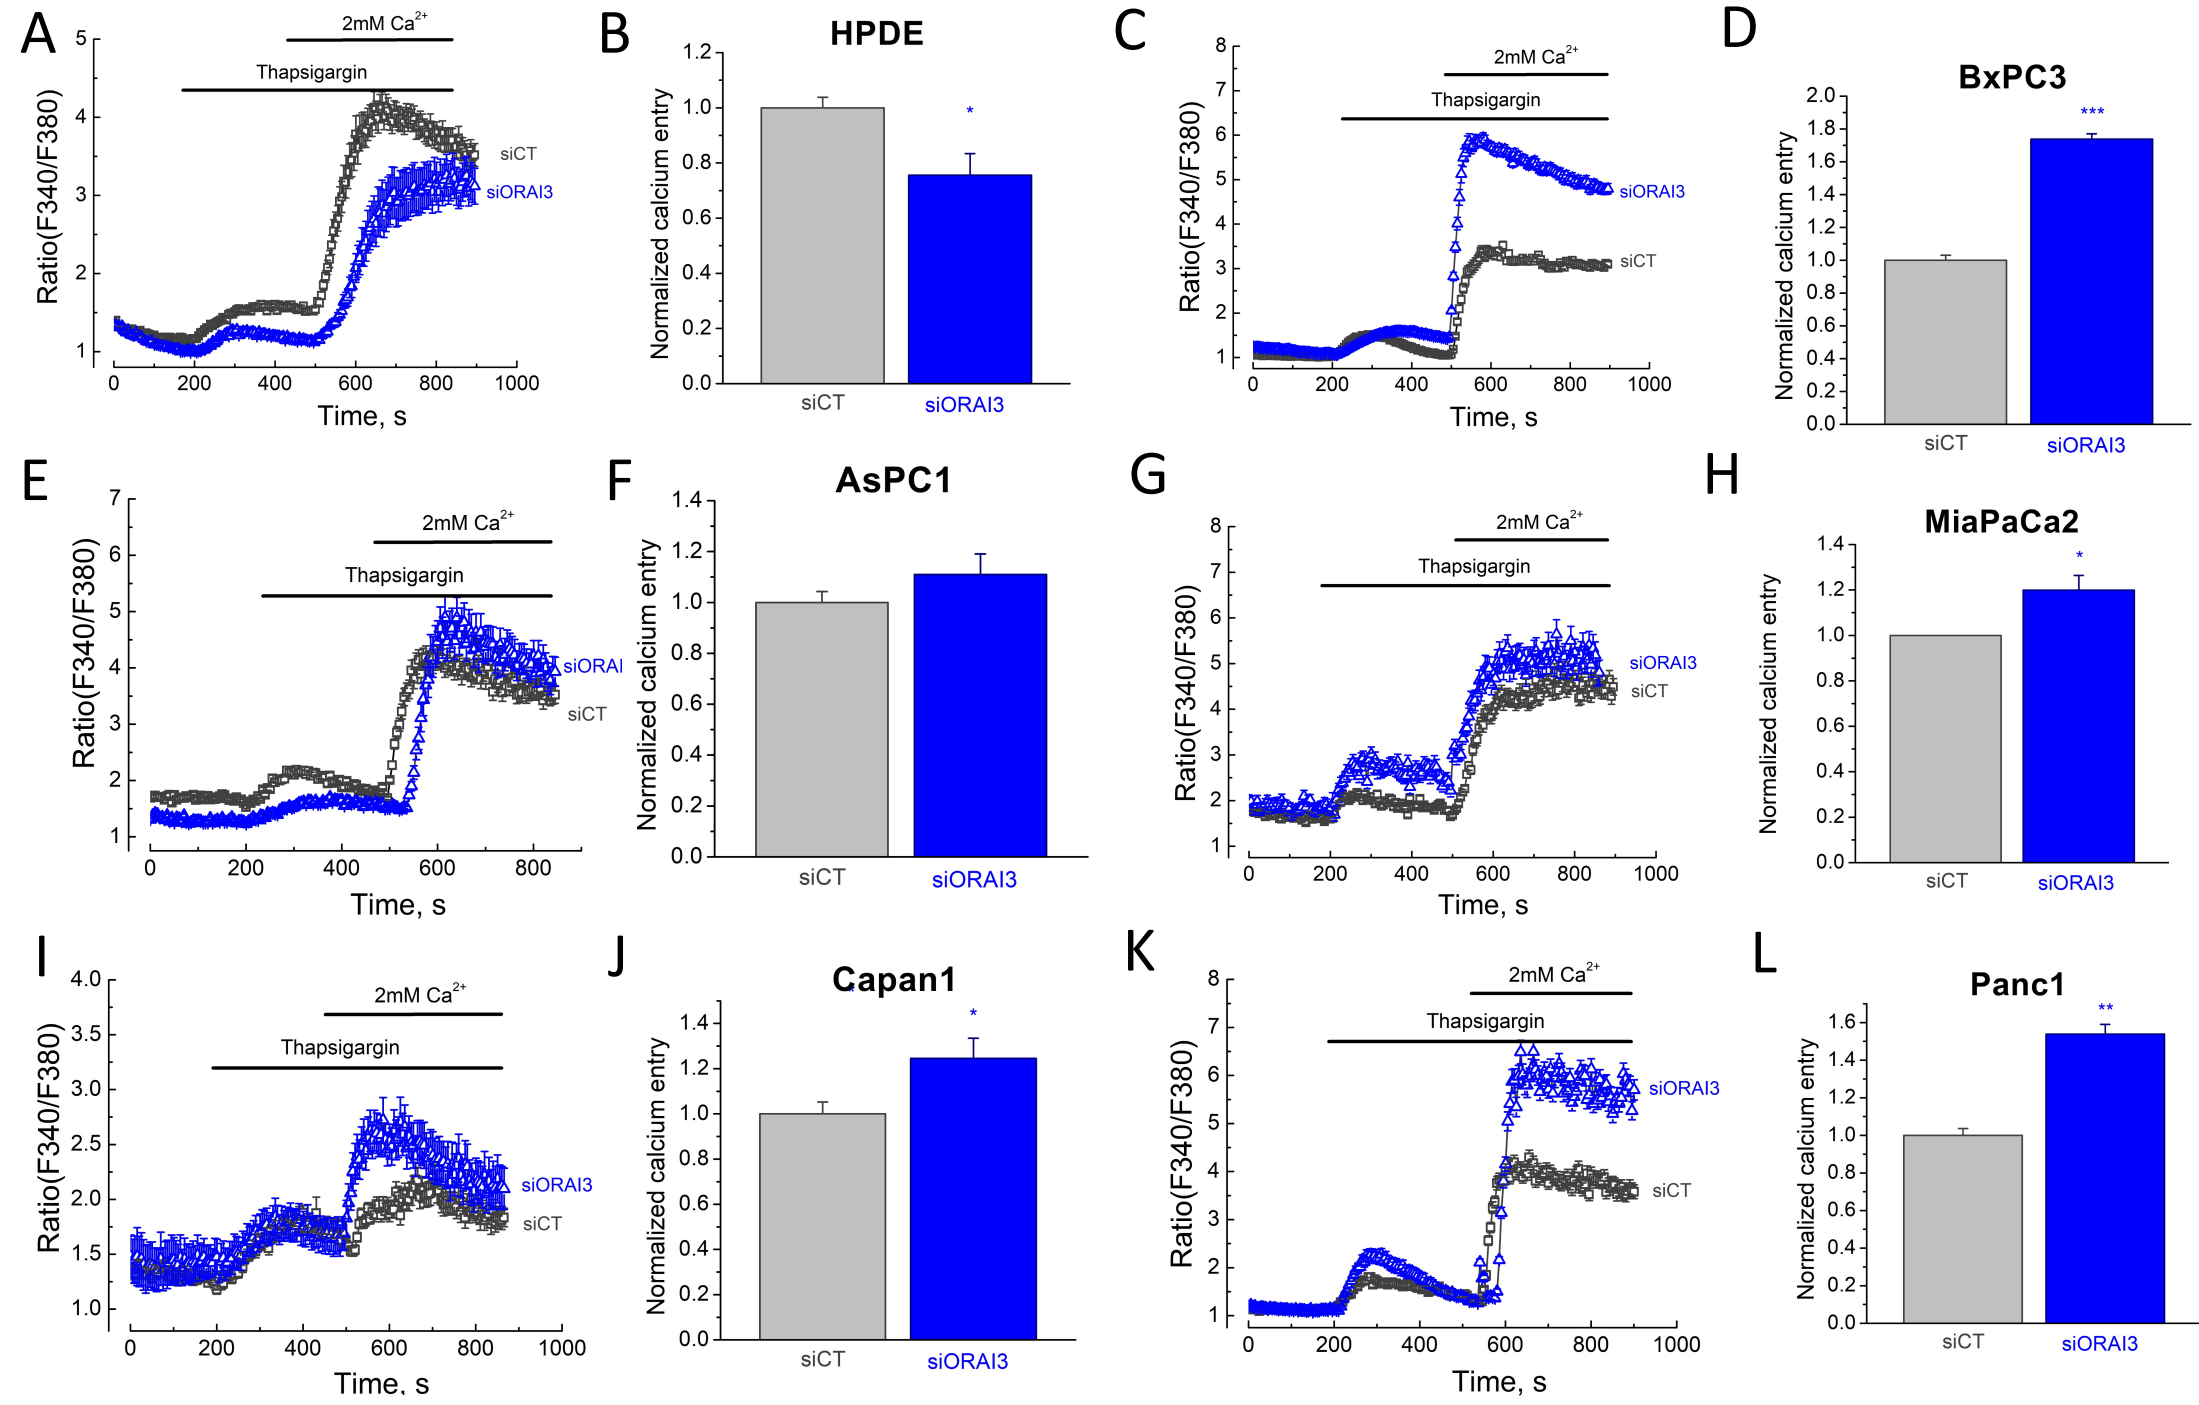 A
2mM Ca²⁺
Thapsigargin
Ratio(F340/F380)
5
4
3
2
1
siCT
siORAI3
0 200 400 600 800 1000
Time, s
B
HPDE
Normalized calcium entry
1.2
1.0
0.8
0.6
0.4
0.2
0.0
*
siCT siORAI3
C
2mM Ca²⁺
Thapsigargin
Ratio(F340/F380)
8
7
6
5
4
3
2
1
siORAI3
siCT
0 200 400 600 800 1000
Time, s
D
BxPC3
Normalized calcium entry
2.0
1.8
1.6
1.4
1.2
1.0
0.8
0.6
0.4
0.2
0.0
***
siCT siORAI3
E
2mM Ca²⁺
Thapsigargin
Ratio(F340/F380)
7
6
5
4
3
2
1
siORAI
siCT
0 200 400 600 800
Time, s
F
AsPC1
Normalized calcium entry
1.4
1.2
1.0
0.8
0.6
0.4
0.2
0.0
siCT siORAI3
G
2mM Ca²⁺
Thapsigargin
Ratio(F340/F380)
8
7
6
5
4
3
2
1
siORAI3
siCT
0 200 400 600 800 1000
Time, s
H
MiaPaCa2
Normalized calcium entry
1.4
1.2
1.0
0.8
0.6
0.4
0.2
0.0
*
siCT siORAI3
I
2mM Ca²⁺
Thapsigargin
Ratio(F340/F380)
4.0
3.5
3.0
2.5
2.0
1.5
1.0
siORAI3
siCT
0 200 400 600 800 1000
Time, s
J
Capan1
*
Normalized calcium entry
1.4
1.2
1.0
0.8
0.6
0.4
0.2
0.0
*
siCT siORAI3
K
2mM Ca²⁺
Thapsigargin
Ratio(F340/F380)
8
7
6
5
4
3
2
1
siORAI3
siCT
0 200 400 600 800 1000
Time, s
L
Panc1
Normalized calcium entry
1.6
1.4
1.2
1.0
0.8
0.6
0.4
0.2
0.0
**
siCT siORAI3